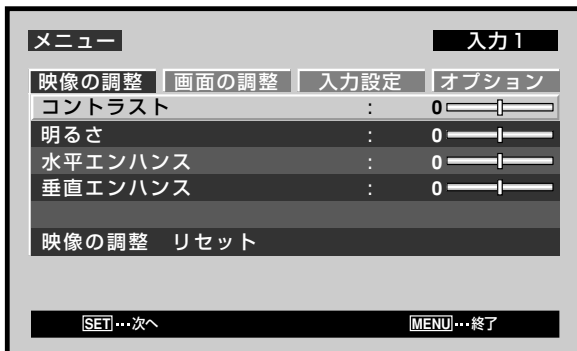 メニュー 入力1
映像の調整 画面の調整 入力設定 オプション
コントラスト : 0
明るさ : 0
水平エンハンス : 0
垂直エンハンス : 0
映像の調整 リセット
SET…次へ MENU…終了